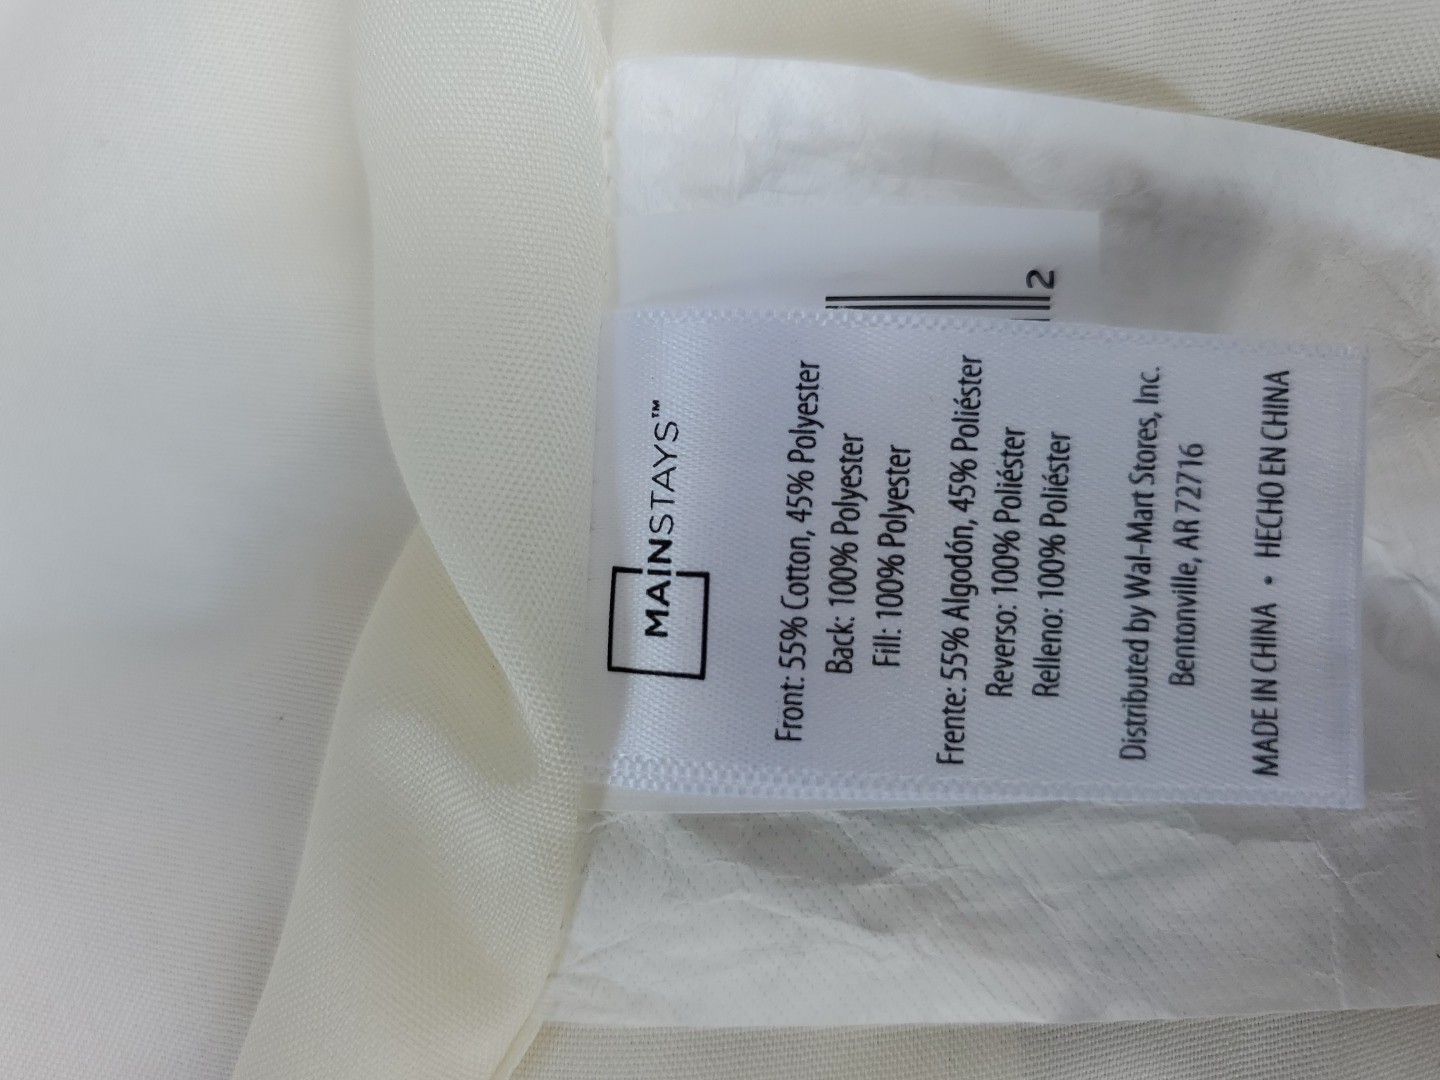 MAINSTAYS™
Front: 55% Cotton, 45% Polyester
Back: 100% Polyester
Fill: 100% Polyester
Frente: 55% Algodón, 45% Poliéster
Reverso: 100% Poliéster
Relleno: 100% Poliéster
Distributed by Wal-Mart Stores, Inc.
Bentonville, AR 72716
MADE IN CHINA • HECHO EN CHINA
2